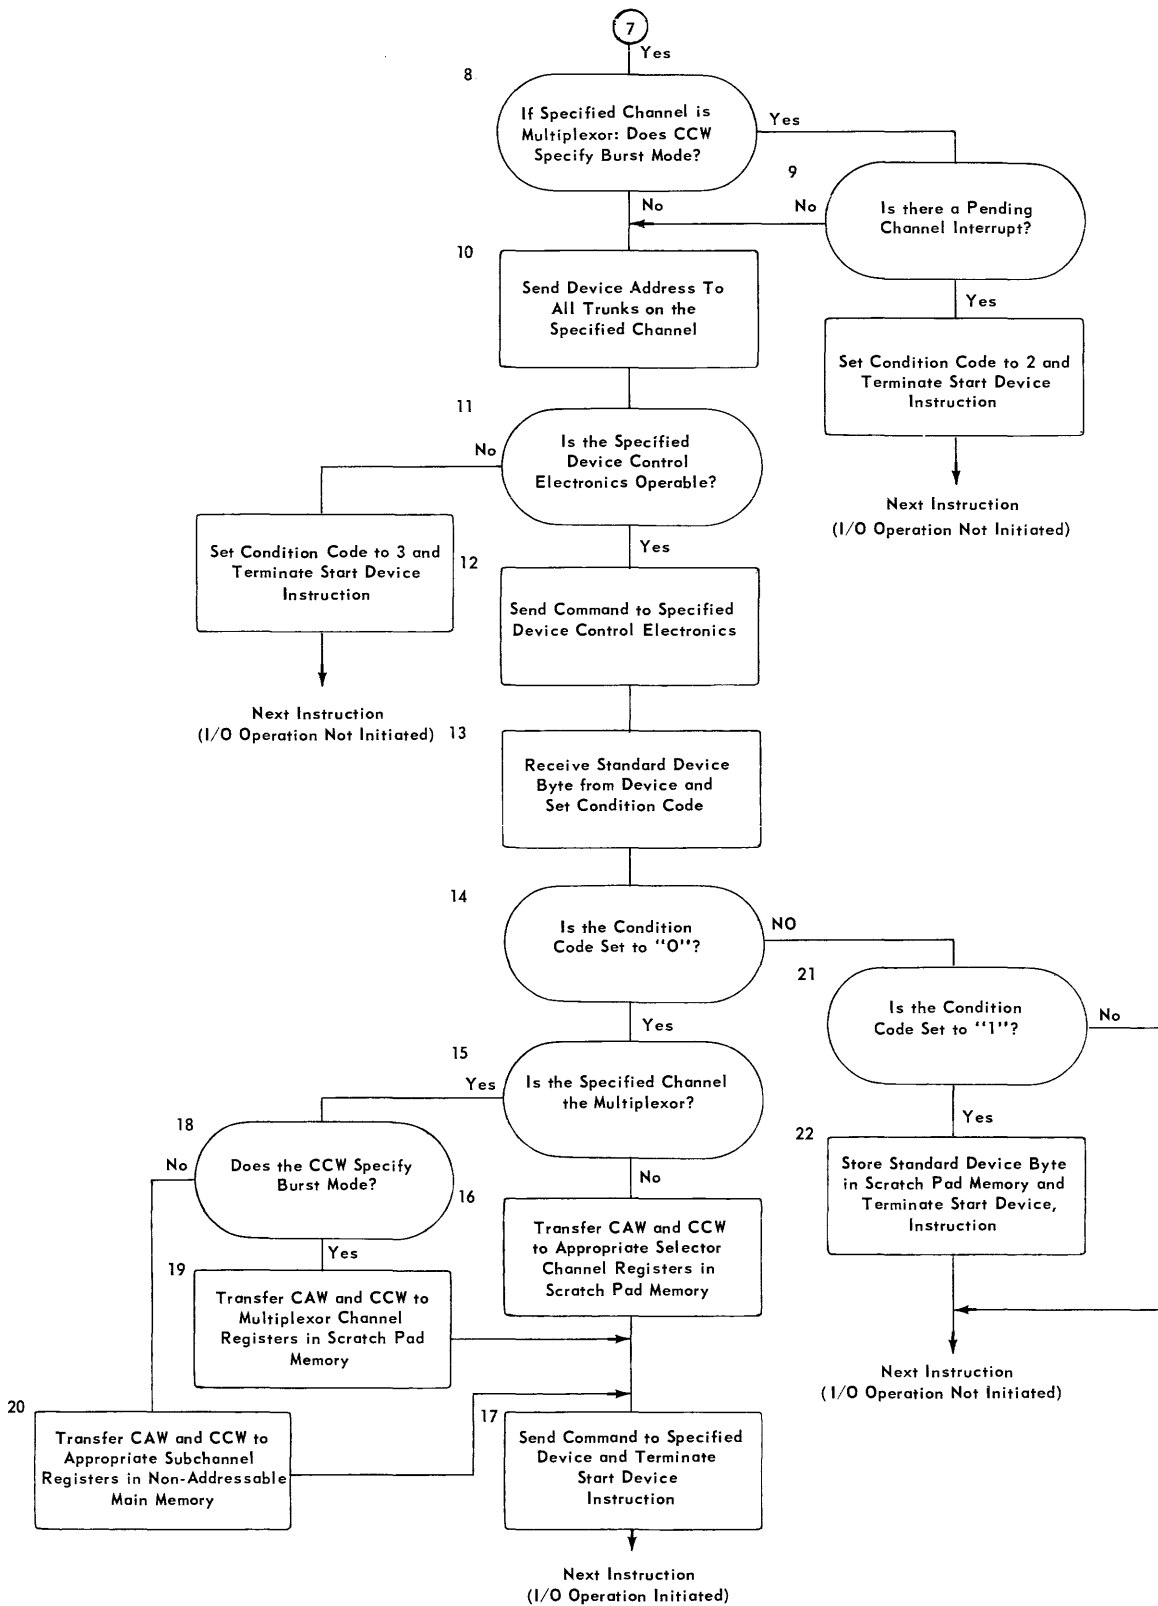 7
Yes
8
If Specified Channel is
Multiplexor: Does CCW
Specify Burst Mode?
Yes
9
No
No
Is there a Pending
Channel Interrupt?
10
Send Device Address To
All Trunks on the
Specified Channel
Yes
Set Condition Code to 2 and
Terminate Start Device
Instruction
11
No
Is the Specified
Device Control
Electronics Operable?
Next Instruction
(I/O Operation Not Initiated)
Yes
Set Condition Code to 3 and
Terminate Start Device
Instruction
12
Send Command to Specified
Device Control Electronics
Next Instruction
(I/O Operation Not Initiated)
13
Receive Standard Device
Byte from Device and
Set Condition Code
14
Is the Condition
Code Set to "0"?
NO
21
Is the Condition
Code Set to "1"?
No
Yes
15
Yes
Is the Specified Channel
the Multiplexor?
Yes
18
No
Does the CCW Specify
Burst Mode?
16
No
22
Store Standard Device Byte
in Scratch Pad Memory and
Terminate Start Device,
Instruction
Transfer CAW and CCW
to Appropriate Selector
Channel Registers in
Scratch Pad Memory
Yes
19
Transfer CAW and CCW to
Multiplexor Channel
Registers in Scratch Pad
Memory
Next Instruction
(I/O Operation Not Initiated)
20
Transfer CAW and CCW to
Appropriate Subchannel
Registers in Non-Addressable
Main Memory
17
Send Command to Specified
Device and Terminate
Start Device
Instruction
Next Instruction
(I/O Operation Initiated)